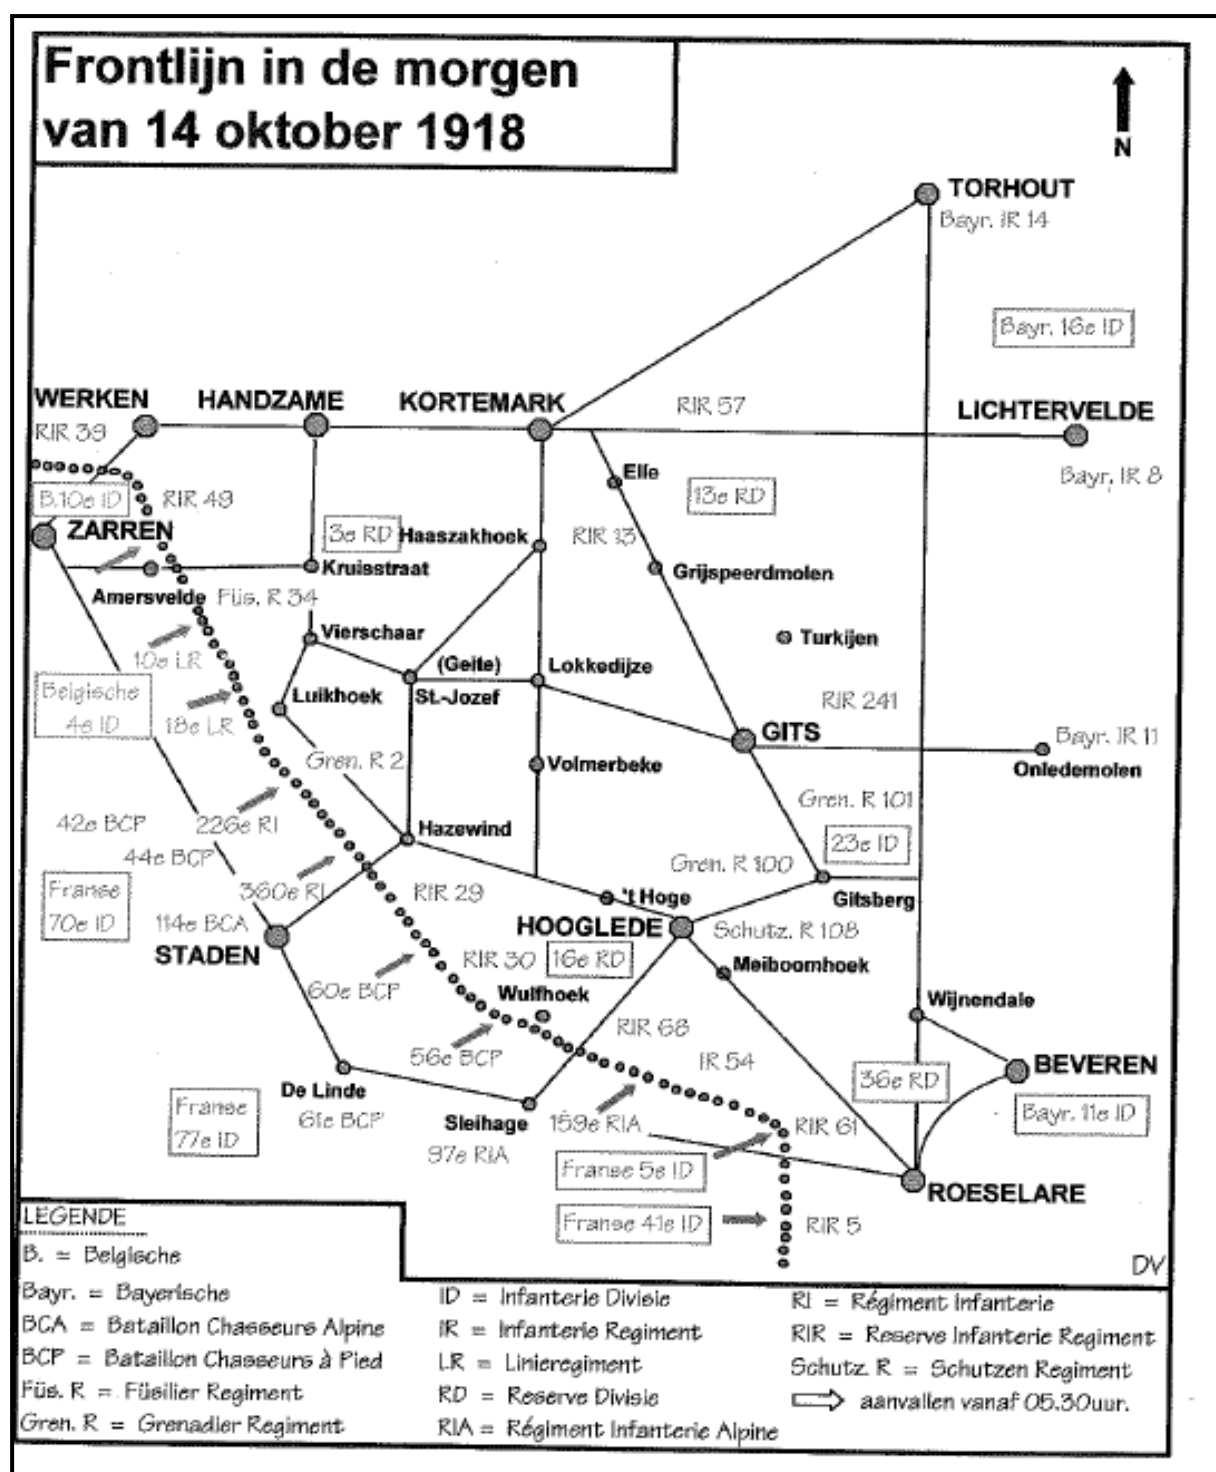 Frontlijn in de morgen
van 14 oktober 1918
N
TORHOUT
Bayr. IR 14
Bayr. 16e ID
WERKEN
HANDZAME
KORTEMARK
RIR 57
LICHTERVELDE
RIR 39
Bayr. IR 8
Elle
B.10e ID
RIR 49
13e RD
ZARREN
3e RD
Haaszakhoek
RIR 13
Kruisstraat
Grijspeerdmolen
Amersvelde
Füs. R 34
Vierschaar
Turkijen
10e LR
(Geite)
Lokkedijze
Belgische
4e ID
Luikhoek
St.-Jozef
RIR 241
18e LR
GITS
Bayr. IR 11
Gren. R 2
Volmerbeke
Onledemolen
Gren. R 101
42e BCP
226e RI
Hazewind
23e ID
44e BCP
Gren. R 100
Franse
70e ID
360e RI
RIR 29
't Hoge
Gitsberg
114e BCA
HOOGLEDE
Schutz. R 108
STADEN
RIR 30
16e RD
Meiboomhoek
60e BCP
Wulfhoek
Wijnendale
RIR 68
56e BCP
IR 54
BEVEREN
36e RD
De Linde
Franse
77e ID
61e BCP
Sleihage
159e RIA
RIR 61
Bayr. 11e ID
97e RIA
Franse 5e ID
ROESELARE
Franse 41e ID
RIR 5
DV
LEGENDE
B. = Belgische
Bayr. = Bayerische
BCA = Bataillon Chasseurs Alpine
BCP = Bataillon Chasseurs à Pied
Füs. R = Füsilier Regiment
Gren. R = Grenadier Regiment
ID = Infanterie Divisie
IR = Infanterie Regiment
LR = Linieregiment
RD = Reserve Divisie
RIA = Régiment Infanterie Alpine
RI = Régiment Infanterie
RIR = Reserve Infanterie Regiment
Schutz. R = Schutzen Regiment
aanvallen vanaf 05.30uur.